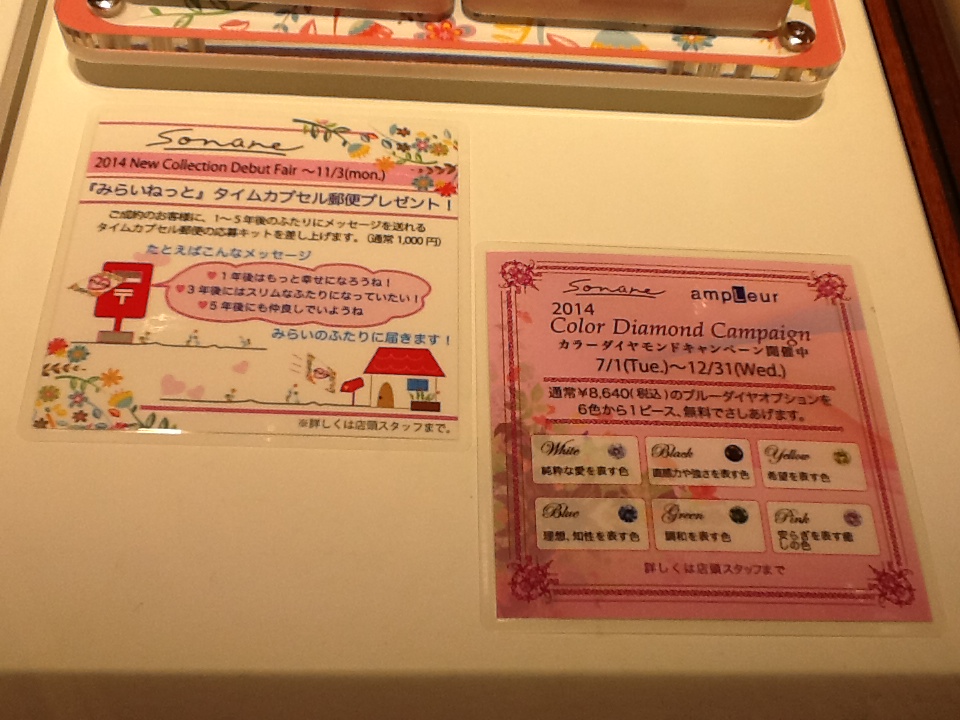 Sonare
2014 New Collection Debut Fair ～11/3(mon.)
『みらいねっと』タイムカプセル郵便プレゼント！
ご成約のお客様に、1～5年後のふたりにメッセージを送れる
タイムカプセル郵便の応募キットを差し上げます。（通常 1,000 円）
たとえばこんなメッセージ
♥1年後はもっと幸せになろうね！
♥3年後にはスリムなふたりになっていたい！
♥5年後にも仲良しでいようね
みらいのふたりに届きます！
※詳しくは店頭スタッフまで。
Sonare ampLeur
2014
Color Diamond Campaign
カラーダイヤモンドキャンペーン開催中
7/1(Tue.)～12/31(Wed.)
通常￥8,640(税込)のブルーダイヤオプションを
6色から1ピース、無料でさしあげます。
White
純粋な愛を表す色
Black
直感力や強さを表す色
Yellow
希望を表す色
Blue
理想、知性を表す色
Green
調和を表す色
Pink
安らぎを表す癒
しの色
詳しくは店頭スタッフまで